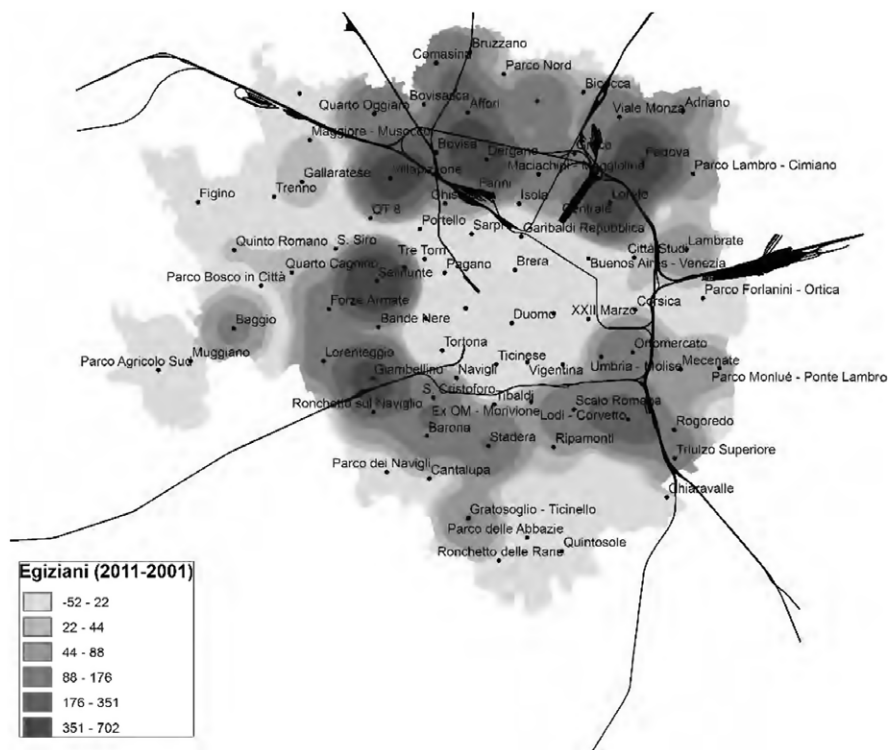 Bruzzano
Comasina
Parco Nord
Bicocca
Bovisasca
Affori
Adriano
Quarto Oggiaro
Viale Monza
Maggiore - Musocco
Greco
Bovisa
Dergano
Padova
Maciachini - Maggiolina
Parco Lambro - Cimiano
Villapizzone
Gallaratese
Farini
Loreto
Figino
Trenno
Ghisolfa
Isola
Centrale
QT 8
Portello
Sarpi
Garibaldi Repubblica
Quinto Romano
S. Siro
Tre Torri
Città Studi
Lambrate
Buenos Aires - Venezia
Quarto Cagnino
Pagano
Brera
Parco Bosco in Città
Selinunte
Parco Forlanini - Ortica
Forze Armate
XXII Marzo
Corsica
Baggio
Bande Nere
Duomo
Tortona
Ortomercato
Parco Agricolo Sud
Muggiano
Lorenteggio
Ticinese
Umbria - Molise
Mecenate
Giambellino
Navigli
Vigentina
Parco Monlué - Ponte Lambro
S. Cristoforo
Tibaldi
Scalo Romana
Ronchetto sul Naviglio
Ex OM - Morivione
Lodi - Corvetto
Barona
Rogoredo
Stadera
Ripamonti
Triulzo Superiore
Parco dei Navigli
Cantalupa
Chiaravalle
Gratosoglio - Ticinello
Parco delle Abbazie
Quintosole
Ronchetto delle Rane
Egiziani (2011-2001)
-52 - 22
22 - 44
44 - 88
88 - 176
176 - 351
351 - 702